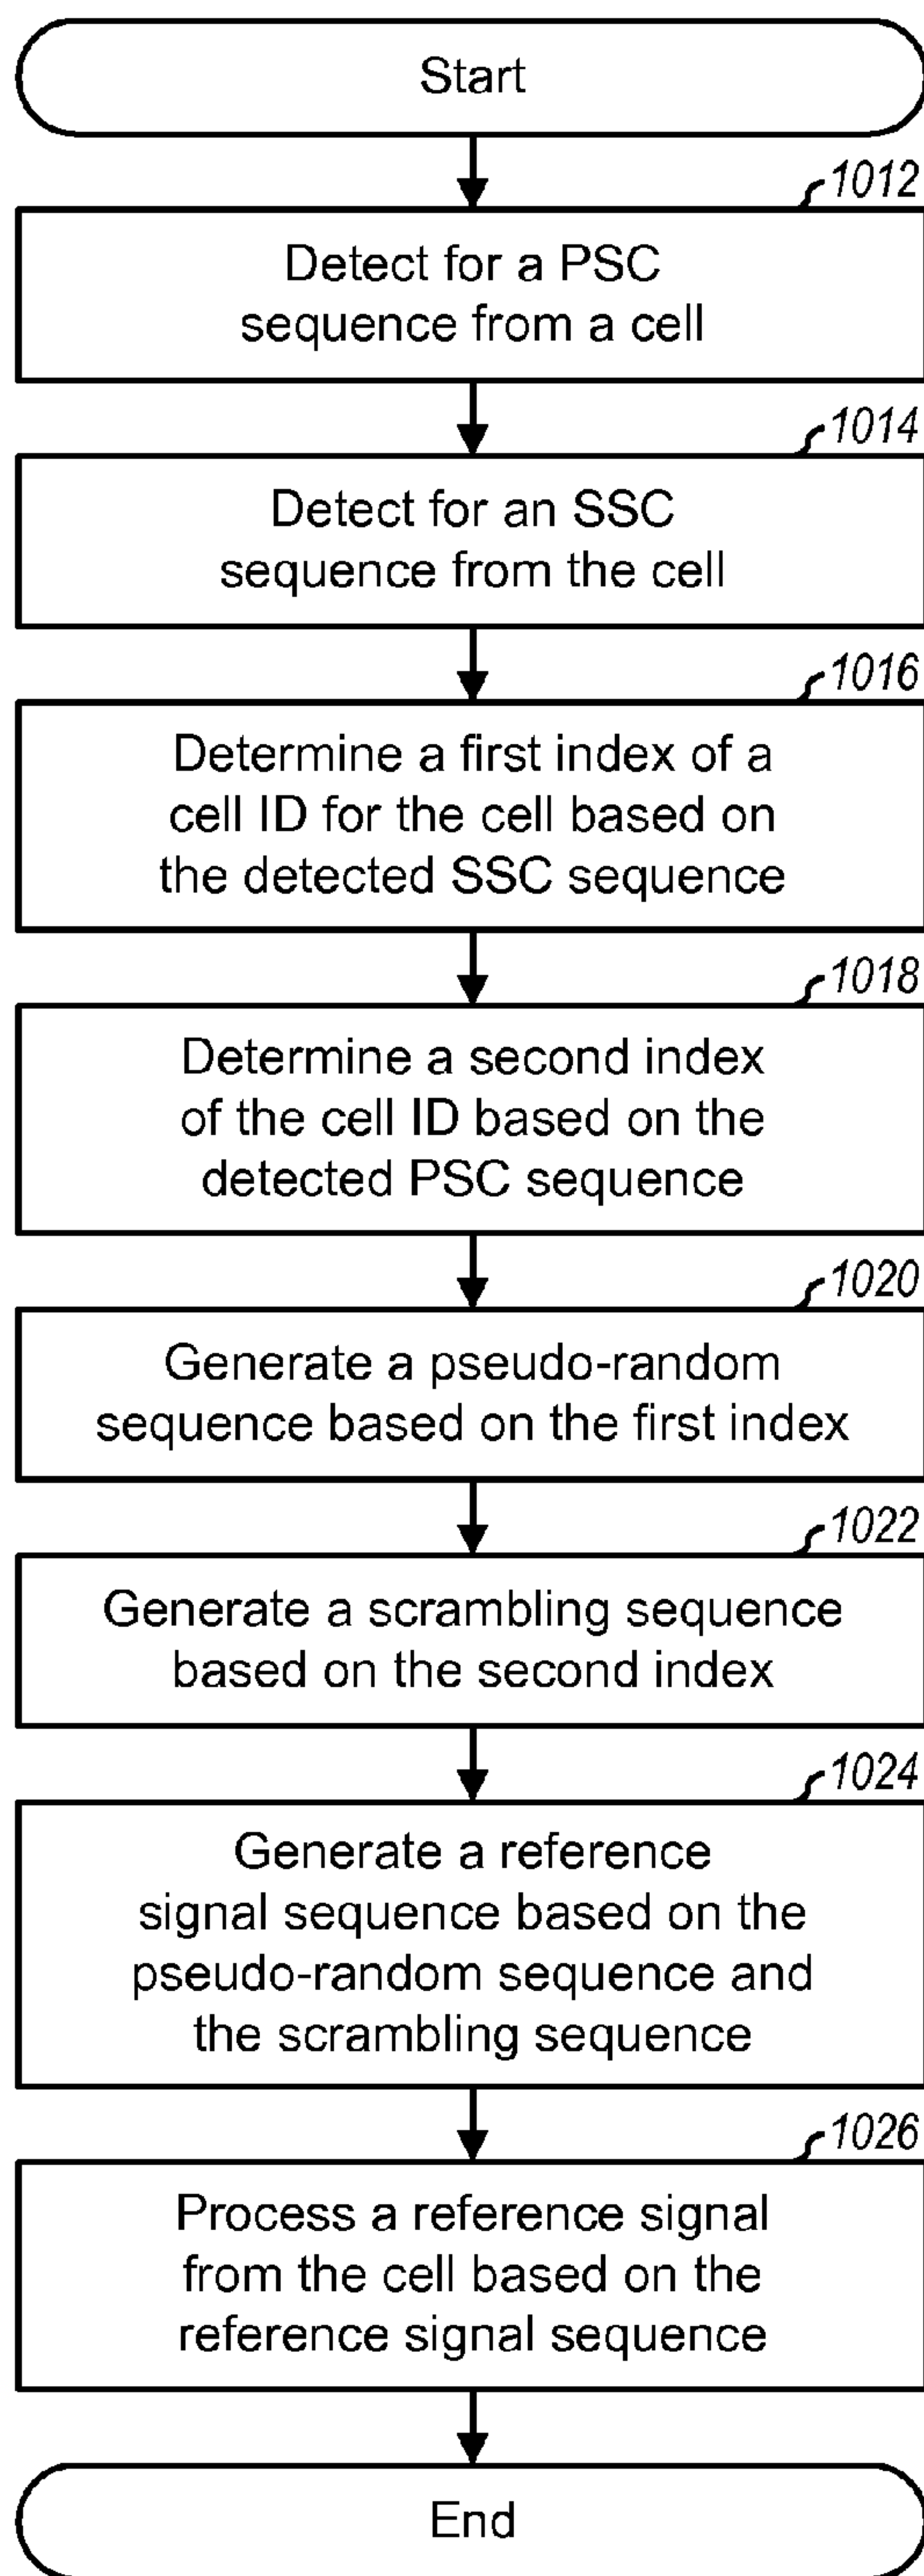 Start
1012
Detect for a PSC
sequence from a cell
1014
Detect for an SSC
sequence from the cell
1016
Determine a first index of a
cell ID for the cell based on
the detected SSC sequence
1018
Determine a second index
of the cell ID based on the
detected PSC sequence
1020
Generate a pseudo-random
sequence based on the first index
1022
Generate a scrambling sequence
based on the second index
1024
Generate a reference
signal sequence based on the
pseudo-random sequence and
the scrambling sequence
1026
Process a reference signal
from the cell based on the
reference signal sequence
End